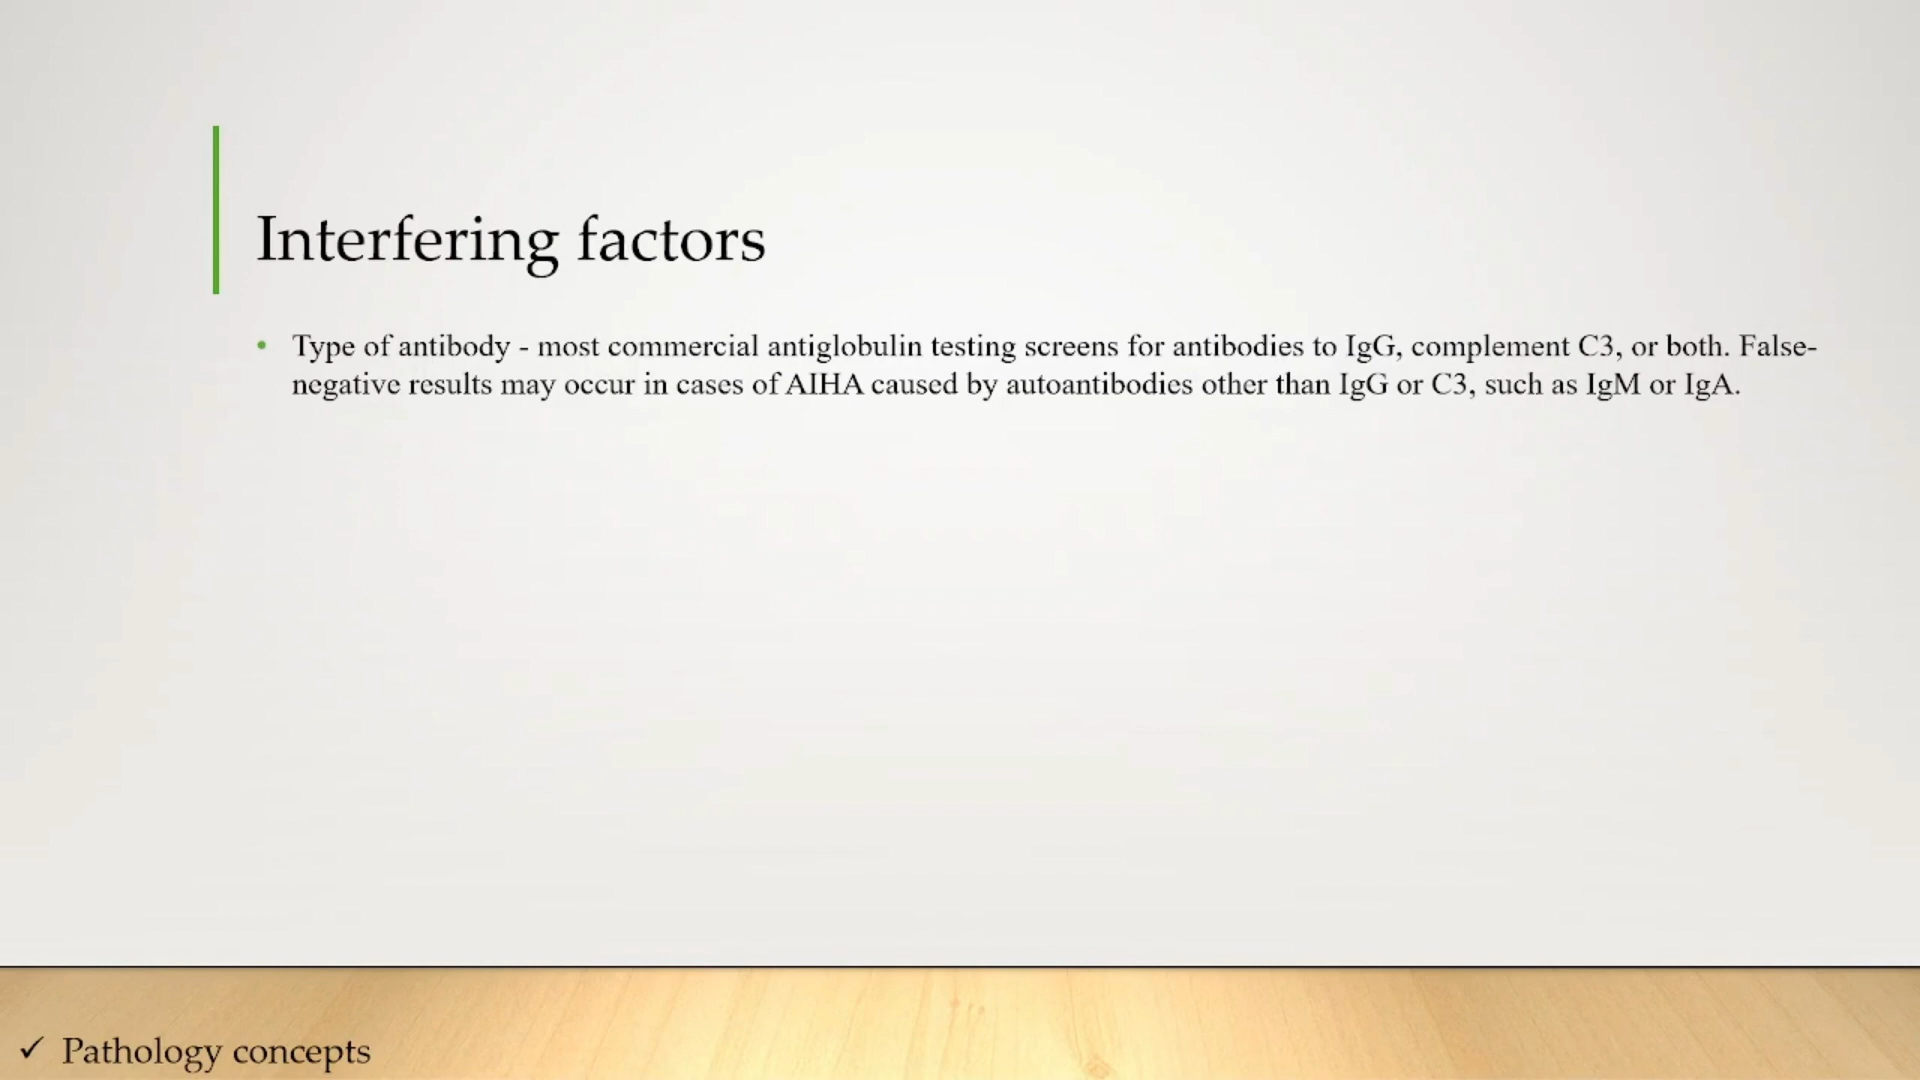 Interfering factors
• Type of antibody - most commercial antiglobulin testing screens for antibodies to IgG, complement C3, or both. False-
negative results may occur in cases of AIHA caused by autoantibodies other than IgG or C3, such as IgM or IgA.
✓ Pathology concepts